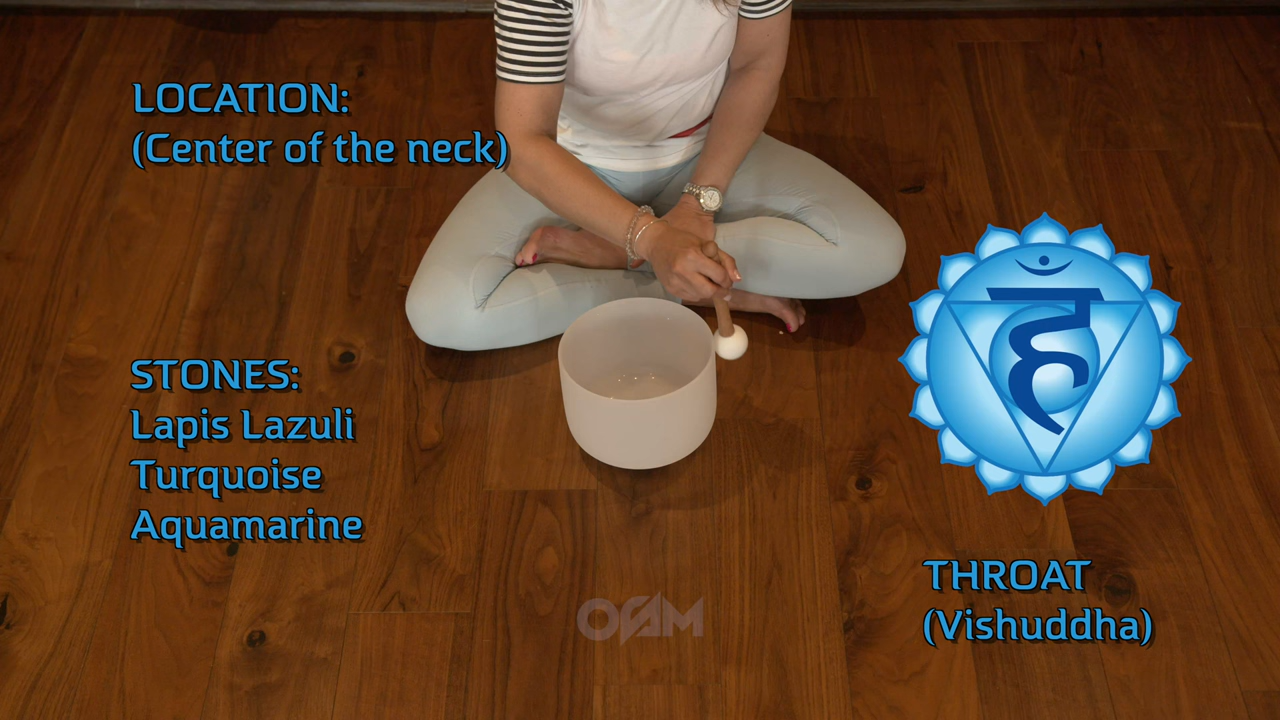 LOCATION:
(Center of the neck)
STONES:
Lapis Lazuli
Turquoise
Aquamarine
हं
THROAT
(Vishuddha)